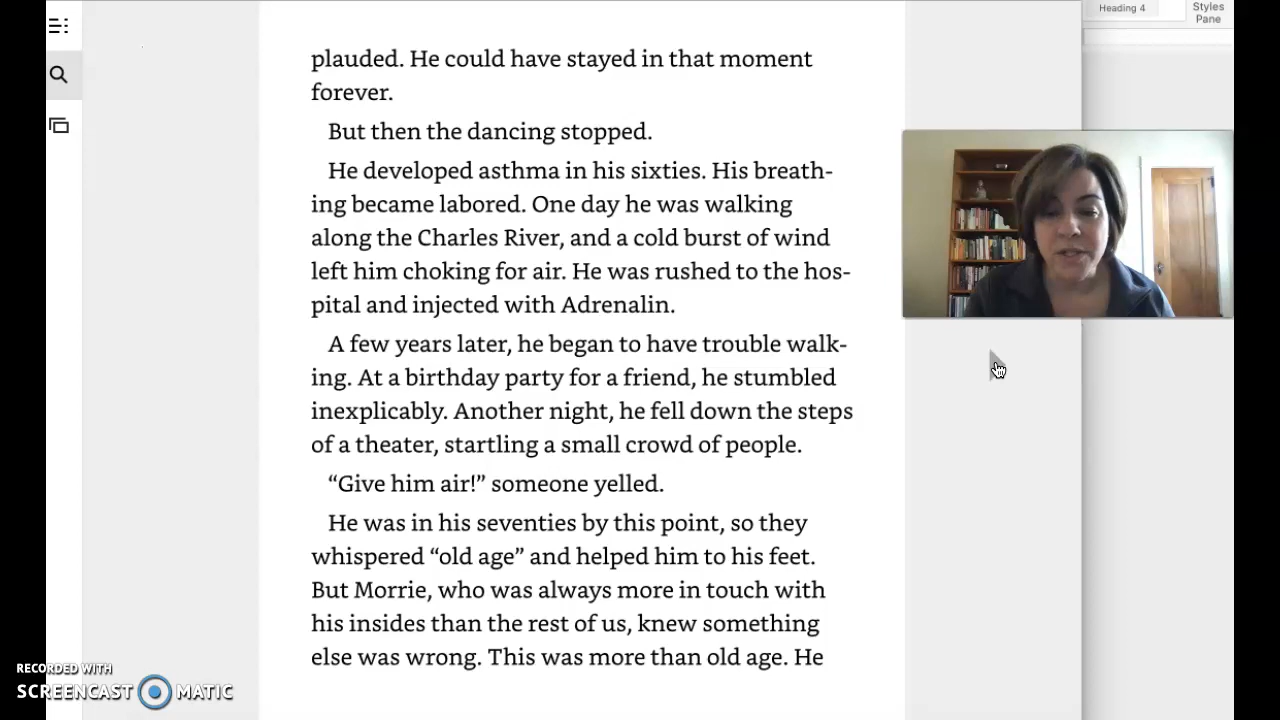 Heading 4
Styles
Pane
plauded. He could have stayed in that moment
forever.
But then the dancing stopped.
He developed asthma in his sixties. His breath-
ing became labored. One day he was walking
along the Charles River, and a cold burst of wind
left him choking for air. He was rushed to the hos-
pital and injected with Adrenalin.
A few years later, he began to have trouble walk-
ing. At a birthday party for a friend, he stumbled
inexplicably. Another night, he fell down the steps
of a theater, startling a small crowd of people.
“Give him air!” someone yelled.
He was in his seventies by this point, so they
whispered “old age” and helped him to his feet.
But Morrie, who was always more in touch with
his insides than the rest of us, knew something
else was wrong. This was more than old age. He
RECORDED WITH
SCREENCAST MATIC